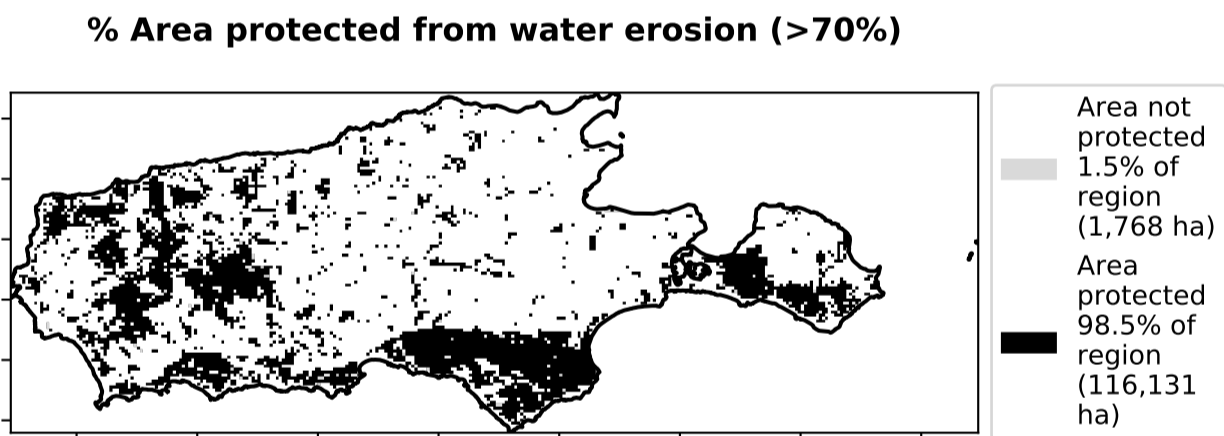 % Area protected from water erosion (>70%)
Area not
protected
1.5% of
region
(1,768 ha)
Area
protected
98.5% of
region
(116,131
ha)